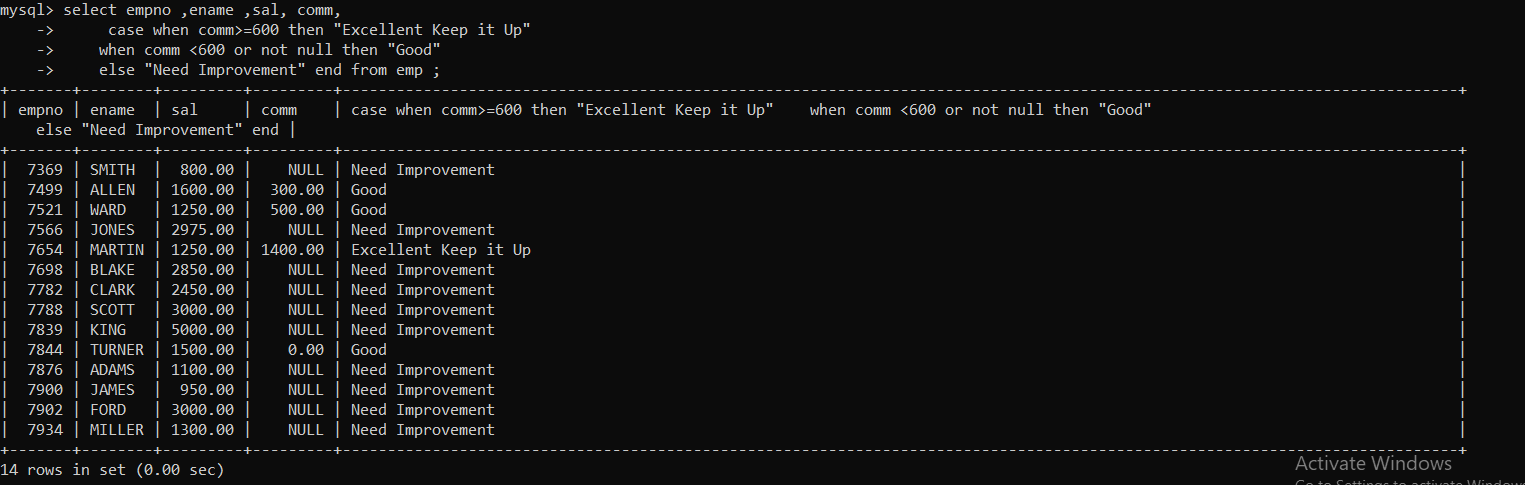 mysql> select empno ,ename ,sal, comm,
    ->      case when comm>=600 then "Excellent Keep it Up"
    ->     when comm <600 or not null then "Good"
    ->     else "Need Improvement" end from emp ;
+-------+--------+---------+---------+----------------------------------------------------------------------------------------------------------------------------+
| empno | ename  | sal     | comm    | case when comm>=600 then "Excellent Keep it Up"    when comm <600 or not null then "Good"
    else "Need Improvement" end |
+-------+--------+---------+---------+----------------------------------------------------------------------------------------------------------------------------+
|  7369 | SMITH  |  800.00 |    NULL | Need Improvement |
|  7499 | ALLEN  | 1600.00 |  300.00 | Good |
|  7521 | WARD   | 1250.00 |  500.00 | Good |
|  7566 | JONES  | 2975.00 |    NULL | Need Improvement |
|  7654 | MARTIN | 1250.00 | 1400.00 | Excellent Keep it Up |
|  7698 | BLAKE  | 2850.00 |    NULL | Need Improvement |
|  7782 | CLARK  | 2450.00 |    NULL | Need Improvement |
|  7788 | SCOTT  | 3000.00 |    NULL | Need Improvement |
|  7839 | KING   | 5000.00 |    NULL | Need Improvement |
|  7844 | TURNER | 1500.00 |    0.00 | Good |
|  7876 | ADAMS  | 1100.00 |    NULL | Need Improvement |
|  7900 | JAMES  |  950.00 |    NULL | Need Improvement |
|  7902 | FORD   | 3000.00 |    NULL | Need Improvement |
|  7934 | MILLER | 1300.00 |    NULL | Need Improvement |
+-------+--------+---------+---------+----------------------------------------------------------------------------------------------------------------------------+
14 rows in set (0.00 sec)
Activate Windows
Go to Settings to activate Windows